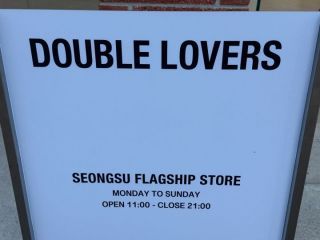 DOUBLE LOVERS
SEONGSU FLAGSHIP STORE
MONDAY TO SUNDAY
OPEN 11:00 - CLOSE 21:00